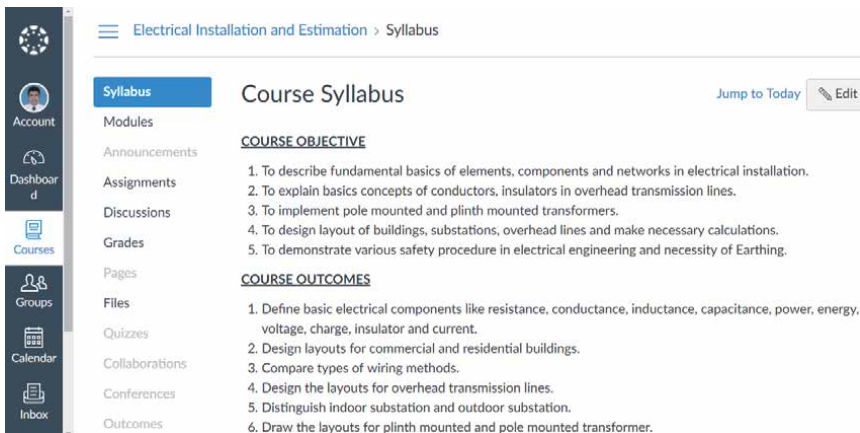 Electrical Installation and Estimation > Syllabus
Account
Dashboar
d
Courses
Groups
Calendar
Inbox
Syllabus
Modules
Announcements
Assignments
Discussions
Grades
Pages
Files
Quizzes
Collaborations
Conferences
Outcomes
Course Syllabus
Jump to Today
Edit
COURSE OBJECTIVE
1. To describe fundamental basics of elements, components and networks in electrical installation.
2. To explain basics concepts of conductors, insulators in overhead transmission lines.
3. To implement pole mounted and plinth mounted transformers.
4. To design layout of buildings, substations, overhead lines and make necessary calculations.
5. To demonstrate various safety procedure in electrical engineering and necessity of Earthing.
COURSE OUTCOMES
1. Define basic electrical components like resistance, conductance, inductance, capacitance, power, energy,
voltage, charge, insulator and current.
2. Design layouts for commercial and residential buildings.
3. Compare types of wiring methods.
4. Design the layouts for overhead transmission lines.
5. Distinguish indoor substation and outdoor substation.
6. Draw the layouts for plinth mounted and pole mounted transformer.